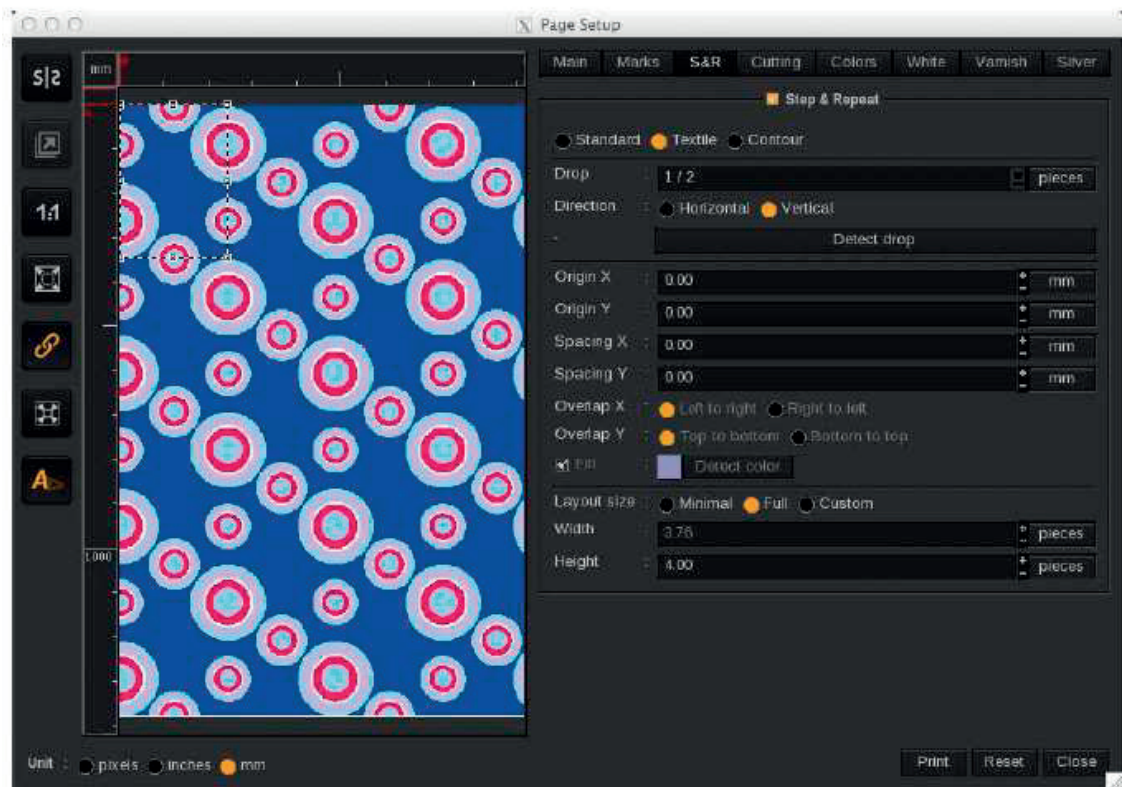 Page Setup
S|S
mm
Main Marks S&R Cutting Colors White Varnish Silver
Step & Repeat
Standard Textile Contour
Drop : 1 / 2 pieces
Direction : Horizontal Vertical
- Detect drop
1:1
Origin X : 0.00 mm
Origin Y : 0.00 mm
Spacing X : 0.00 mm
Spacing Y : 0.00 mm
Overlap X : Left to right Right to left
Overlap Y : Top to bottom Bottom to top
Fill : Detect color
A
Layout size : Minimal Full Custom
Width : 3.76 pieces
1.000
Height : 4.00 pieces
Unit : pixels inches mm
Print Reset Close